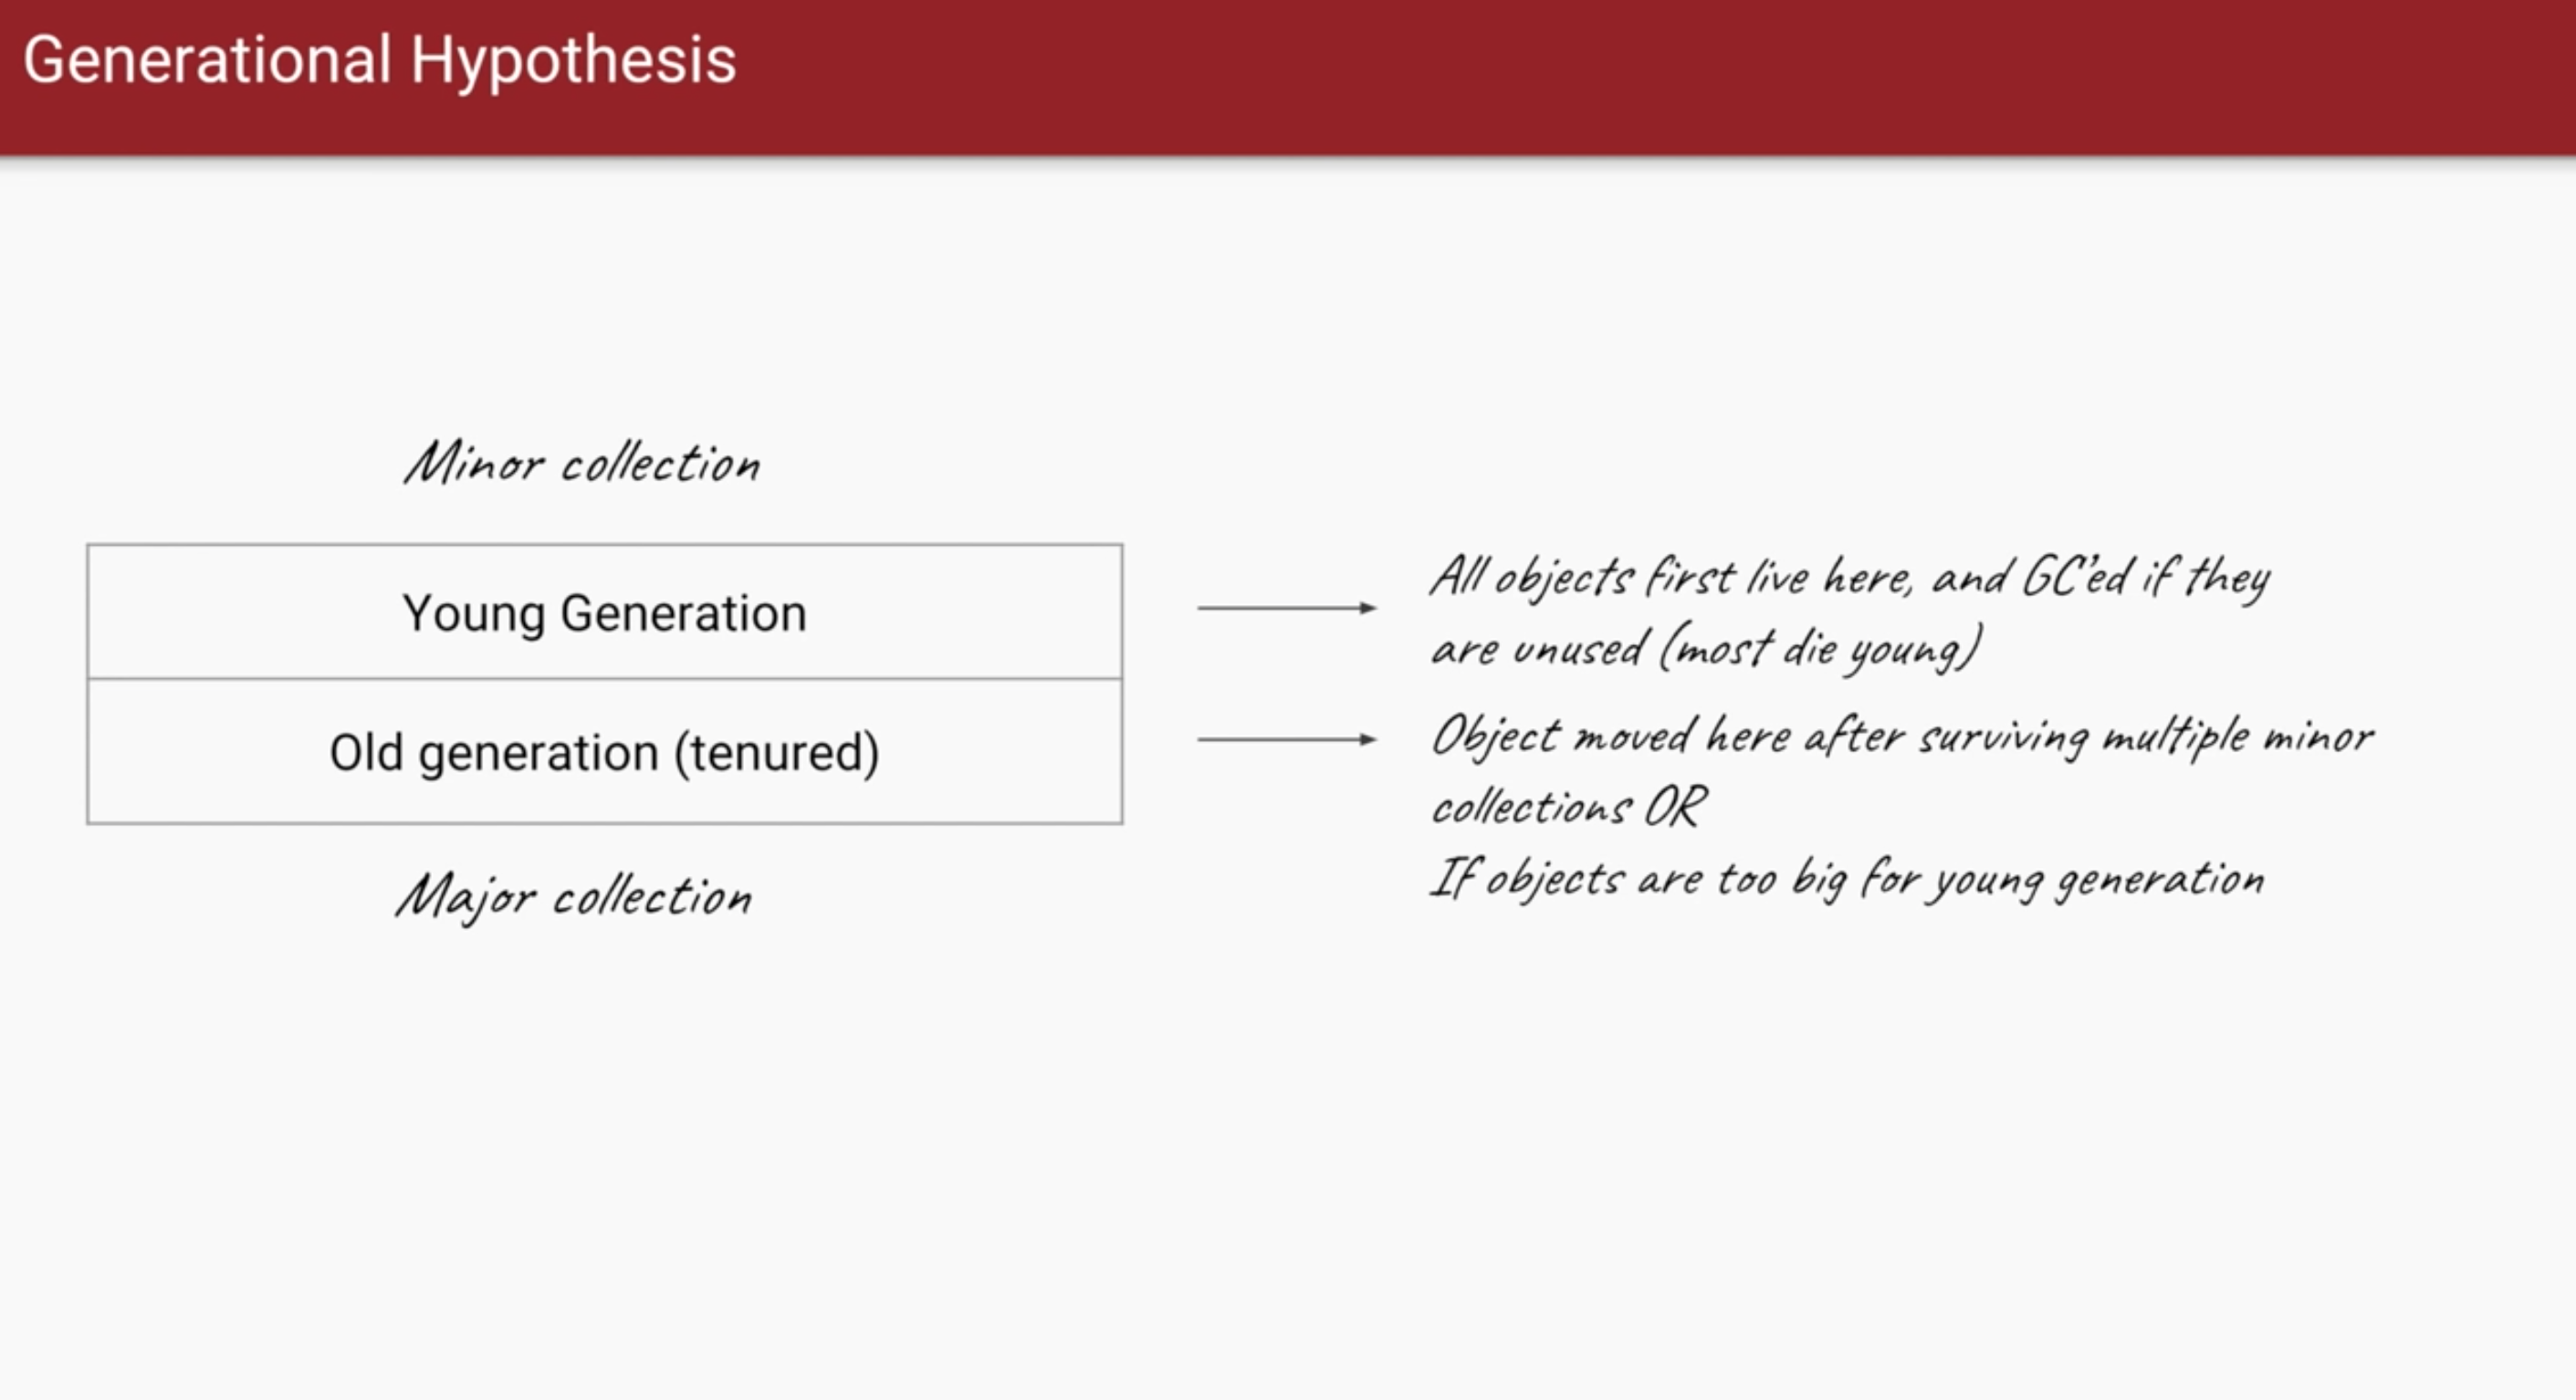 Generational Hypothesis
Minor collection
Young Generation
All objects first live here, and GC'ed if they
are unused (most die young)
Old generation (tenured)
Object moved here after surviving multiple minor
collections OR
If objects are too big for young generation
Major collection